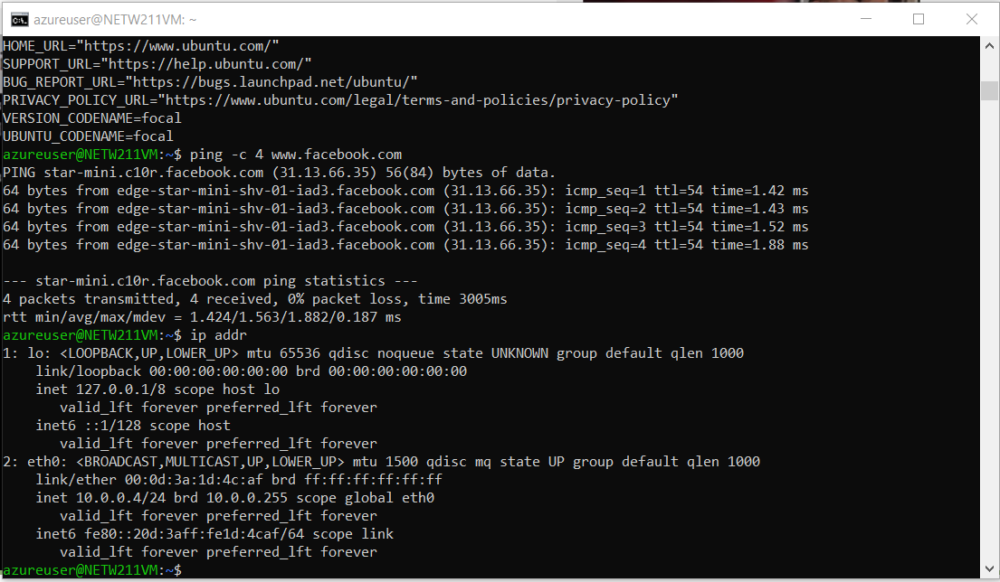 azureuser@NETW211VM: ~
HOME_URL="https://www.ubuntu.com/"
SUPPORT_URL="https://help.ubuntu.com/"
BUG_REPORT_URL="https://bugs.launchpad.net/ubuntu/"
PRIVACY_POLICY_URL="https://www.ubuntu.com/legal/terms-and-policies/privacy-policy"
VERSION_CODENAME=focal
UBUNTU_CODENAME=focal
azureuser@NETW211VM:~$ ping -c 4 www.facebook.com
PING star-mini.c10r.facebook.com (31.13.66.35) 56(84) bytes of data.
64 bytes from edge-star-mini-shv-01-iad3.facebook.com (31.13.66.35): icmp_seq=1 ttl=54 time=1.42 ms
64 bytes from edge-star-mini-shv-01-iad3.facebook.com (31.13.66.35): icmp_seq=2 ttl=54 time=1.43 ms
64 bytes from edge-star-mini-shv-01-iad3.facebook.com (31.13.66.35): icmp_seq=3 ttl=54 time=1.52 ms
64 bytes from edge-star-mini-shv-01-iad3.facebook.com (31.13.66.35): icmp_seq=4 ttl=54 time=1.88 ms

--- star-mini.c10r.facebook.com ping statistics ---
4 packets transmitted, 4 received, 0% packet loss, time 3005ms
rtt min/avg/max/mdev = 1.424/1.563/1.882/0.187 ms
azureuser@NETW211VM:~$ ip addr
1: lo: <LOOPBACK,UP,LOWER_UP> mtu 65536 qdisc noqueue state UNKNOWN group default qlen 1000
    link/loopback 00:00:00:00:00:00 brd 00:00:00:00:00:00
    inet 127.0.0.1/8 scope host lo
       valid_lft forever preferred_lft forever
    inet6 ::1/128 scope host
       valid_lft forever preferred_lft forever
2: eth0: <BROADCAST,MULTICAST,UP,LOWER_UP> mtu 1500 qdisc mq state UP group default qlen 1000
    link/ether 00:0d:3a:1d:4c:af brd ff:ff:ff:ff:ff:ff
    inet 10.0.0.4/24 brd 10.0.0.255 scope global eth0
       valid_lft forever preferred_lft forever
    inet6 fe80::20d:3aff:fe1d:4caf/64 scope link
       valid_lft forever preferred_lft forever
azureuser@NETW211VM:~$